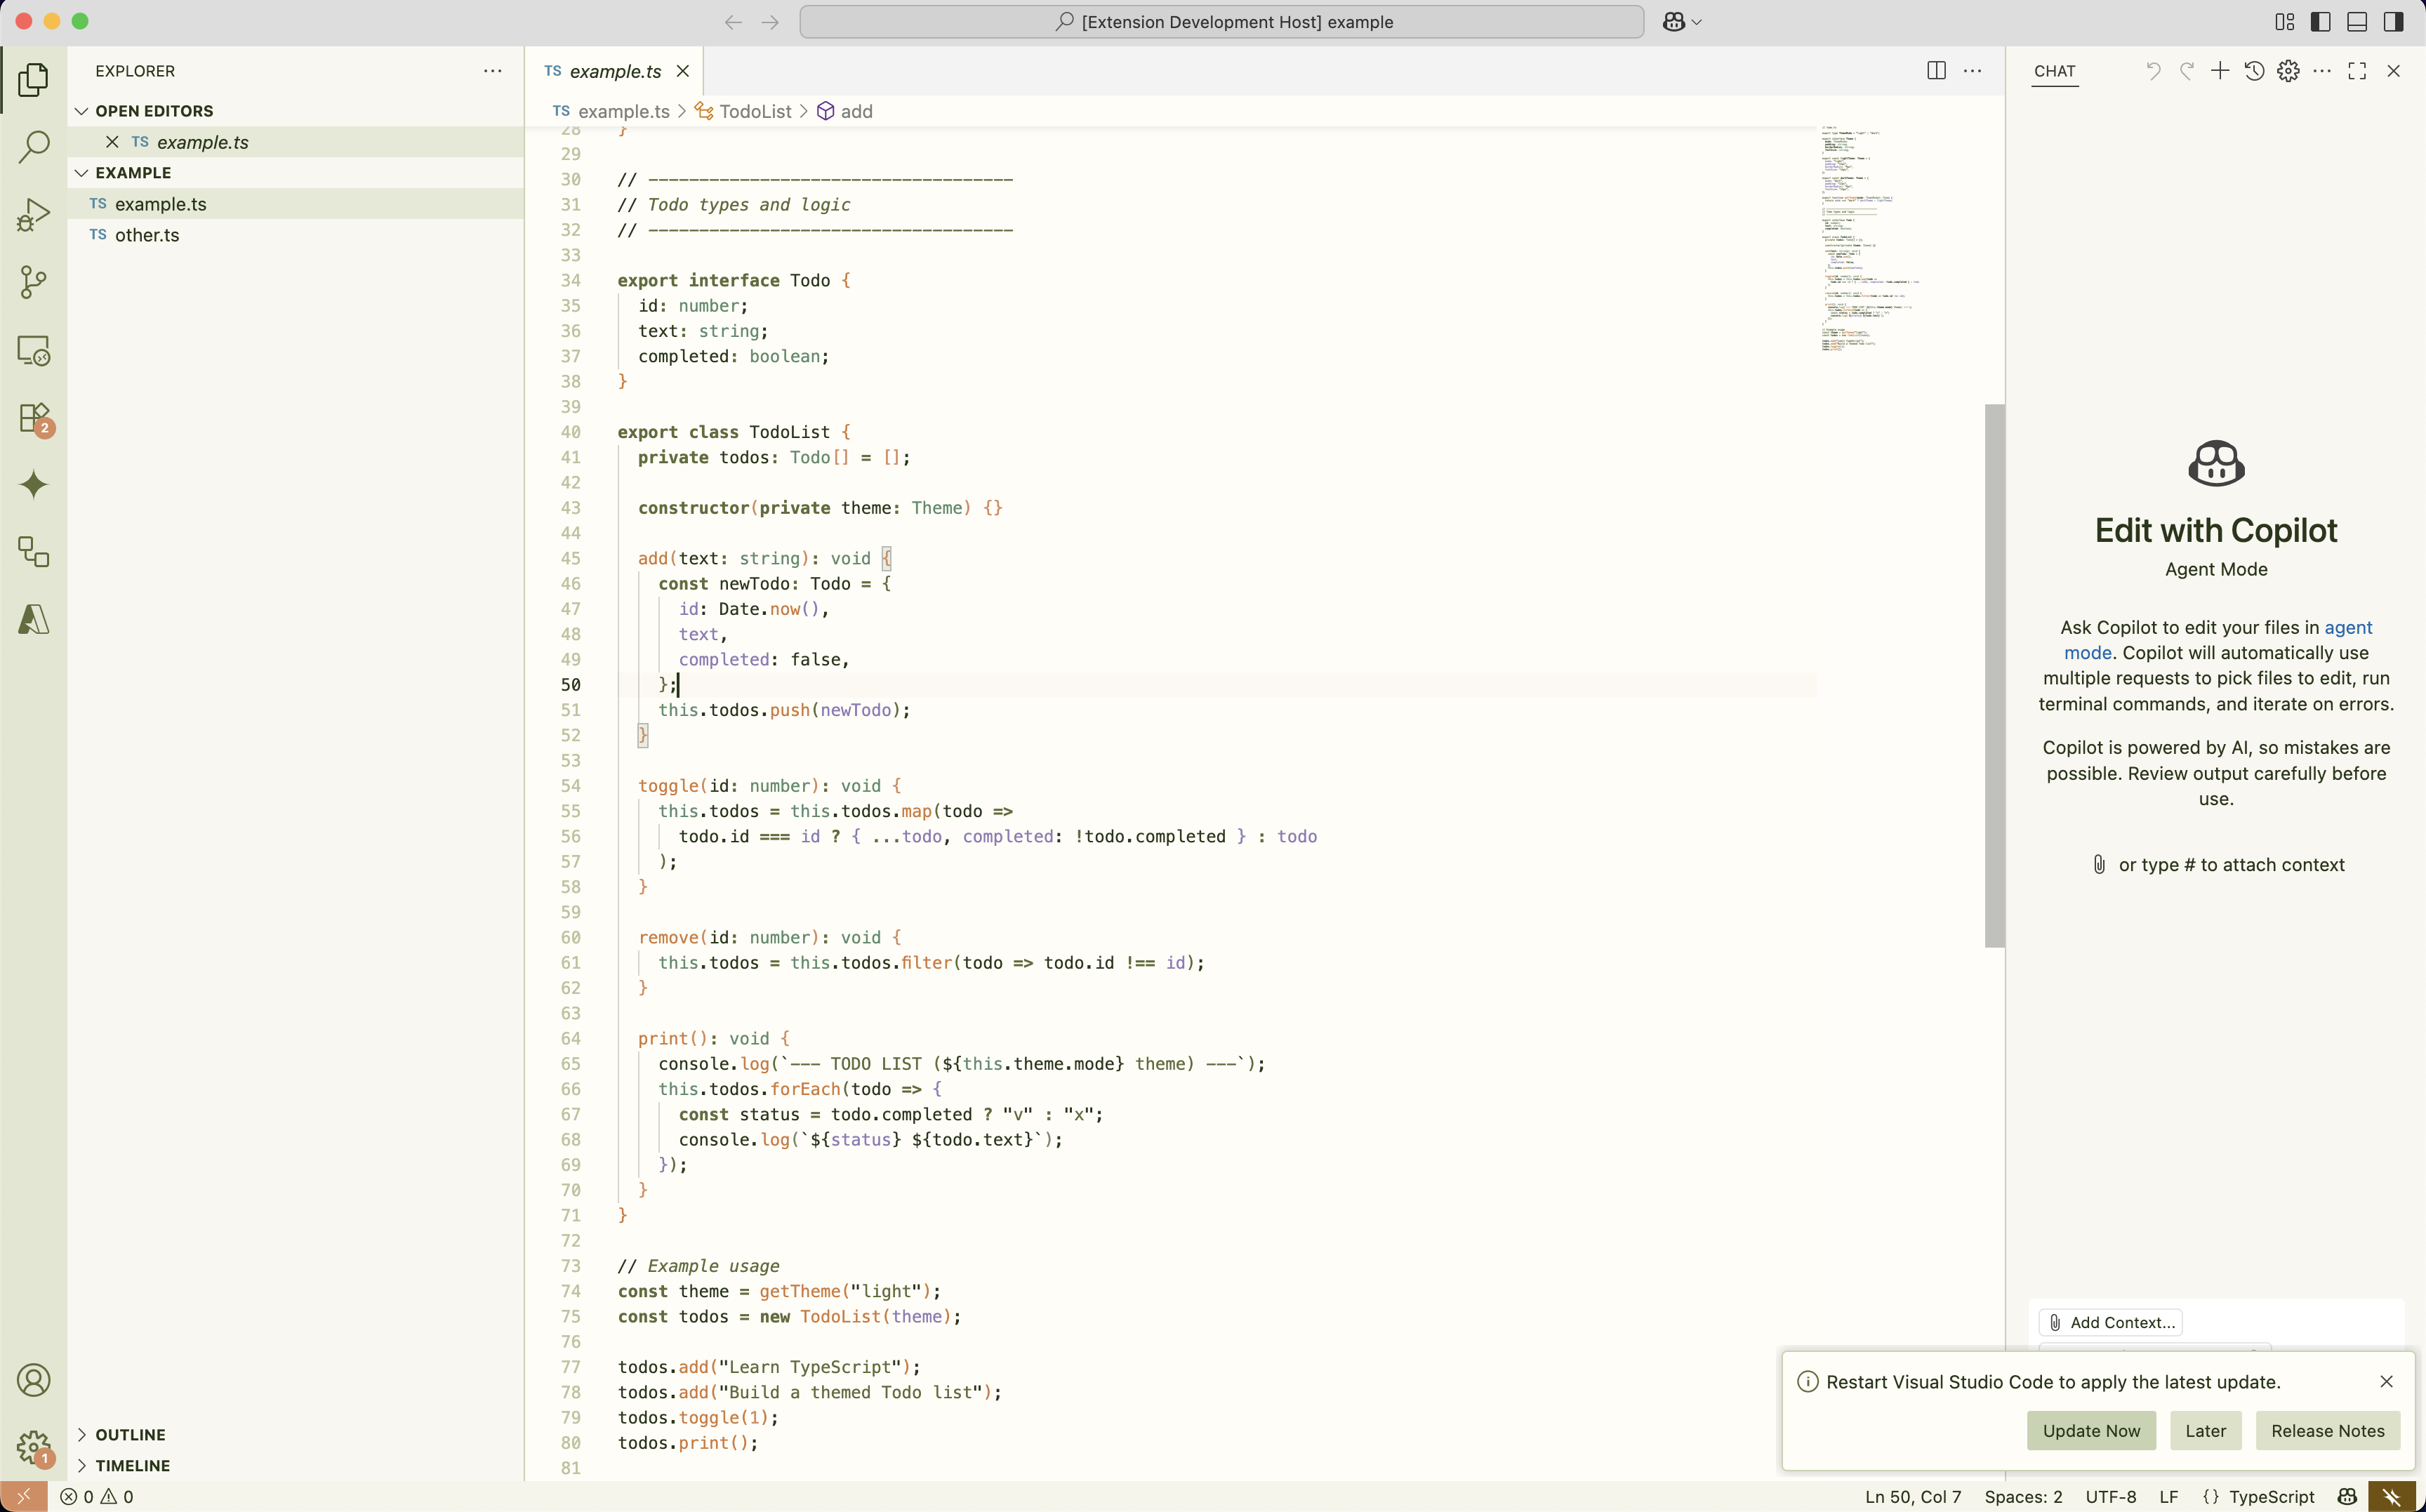 [Extension Development Host] example
EXPLORER
OPEN EDITORS
TS example.ts
EXAMPLE
TS example.ts
TS other.ts
2
OUTLINE
TIMELINE
1
TS example.ts
TS example.ts > TodoList > add
28 }
29
30 // ------------------------------------
31 // Todo types and logic
32 // ------------------------------------
33
34 export interface Todo {
35 id: number;
36 text: string;
37 completed: boolean;
38 }
39
40 export class TodoList {
41 private todos: Todo[] = [];
42
43 constructor(private theme: Theme) {}
44
45 add(text: string): void {
46 const newTodo: Todo = {
47 id: Date.now(),
48 text,
49 completed: false,
50 };
51 this.todos.push(newTodo);
52 }
53
54 toggle(id: number): void {
55 this.todos = this.todos.map(todo =>
56 todo.id === id ? { ...todo, completed: !todo.completed } : todo
57 );
58 }
59
60 remove(id: number): void {
61 this.todos = this.todos.filter(todo => todo.id !== id);
62 }
63
64 print(): void {
65 console.log(`--- TODO LIST (${this.theme.mode} theme) ---`);
66 this.todos.forEach(todo => {
67 const status = todo.completed ? "v" : "x";
68 console.log(`${status} ${todo.text}`);
69 });
70 }
71 }
72
73 // Example usage
74 const theme = getTheme("light");
75 const todos = new TodoList(theme);
76
77 todos.add("Learn TypeScript");
78 todos.add("Build a themed Todo list");
79 todos.toggle(1);
80 todos.print();
81
CHAT
Edit with Copilot
Agent Mode
Ask Copilot to edit your files in agent
mode. Copilot will automatically use
multiple requests to pick files to edit, run
terminal commands, and iterate on errors.
Copilot is powered by AI, so mistakes are
possible. Review output carefully before
use.
or type # to attach context
Add Context...
Restart Visual Studio Code to apply the latest update.
Update Now
Later
Release Notes
0 0
Ln 50, Col 7
Spaces: 2
UTF-8
LF
{} TypeScript